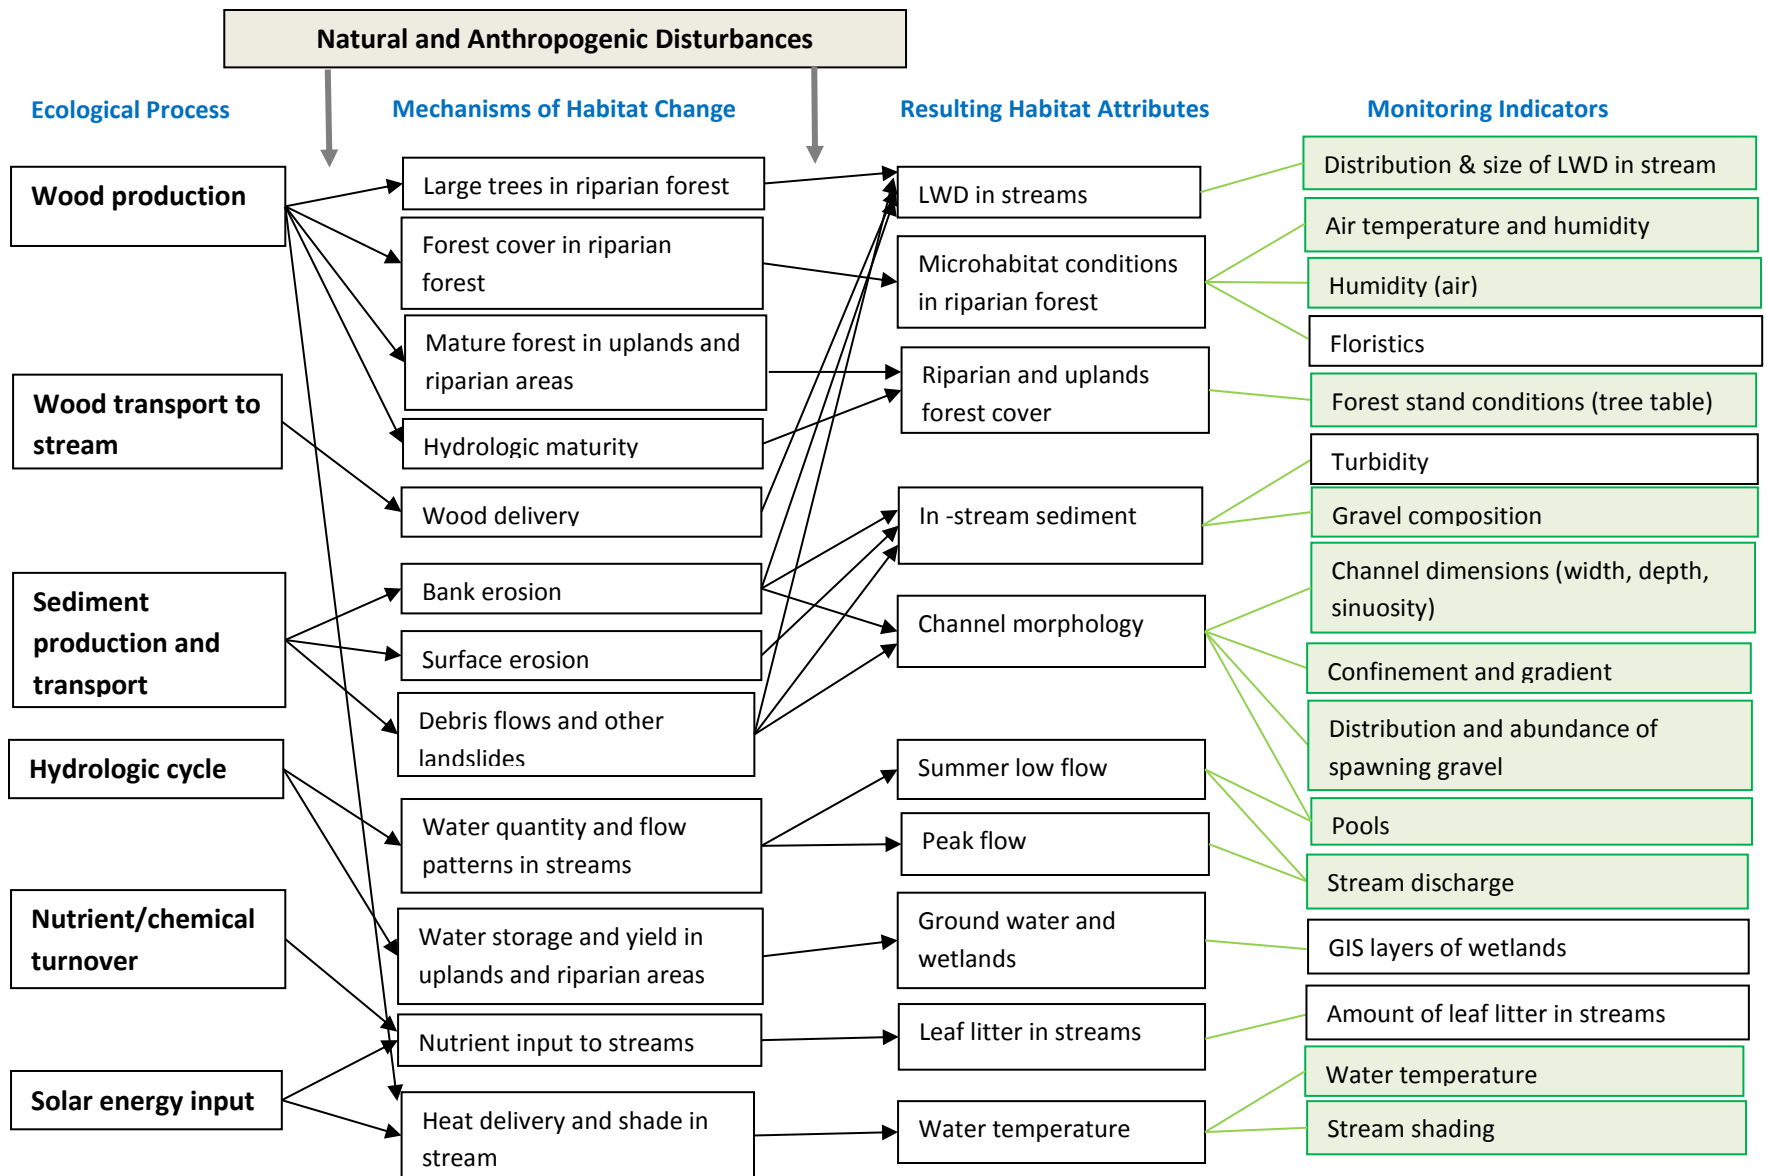 Natural and Anthropogenic Disturbances
Ecological Process
Mechanisms of Habitat Change
Resulting Habitat Attributes
Monitoring Indicators
Wood production
Wood transport to
stream
Sediment
production and
transport
Hydrologic cycle
Nutrient/chemical
turnover
Solar energy input
Large trees in riparian forest
Forest cover in riparian
forest
Mature forest in uplands and
riparian areas
Hydrologic maturity
Wood delivery
Bank erosion
Surface erosion
Debris flows and other
landslides
Water quantity and flow
patterns in streams
Water storage and yield in
uplands and riparian areas
Nutrient input to streams
Heat delivery and shade in
stream
LWD in streams
Microhabitat conditions
in riparian forest
Riparian and uplands
forest cover
In -stream sediment
Channel morphology
Summer low flow
Peak flow
Ground water and
wetlands
Leaf litter in streams
Water temperature
Distribution & size of LWD in stream
Air temperature and humidity
Humidity (air)
Floristics
Forest stand conditions (tree table)
Turbidity
Gravel composition
Channel dimensions (width, depth,
sinuosity)
Confinement and gradient
Distribution and abundance of
spawning gravel
Pools
Stream discharge
GIS layers of wetlands
Amount of leaf litter in streams
Water temperature
Stream shading